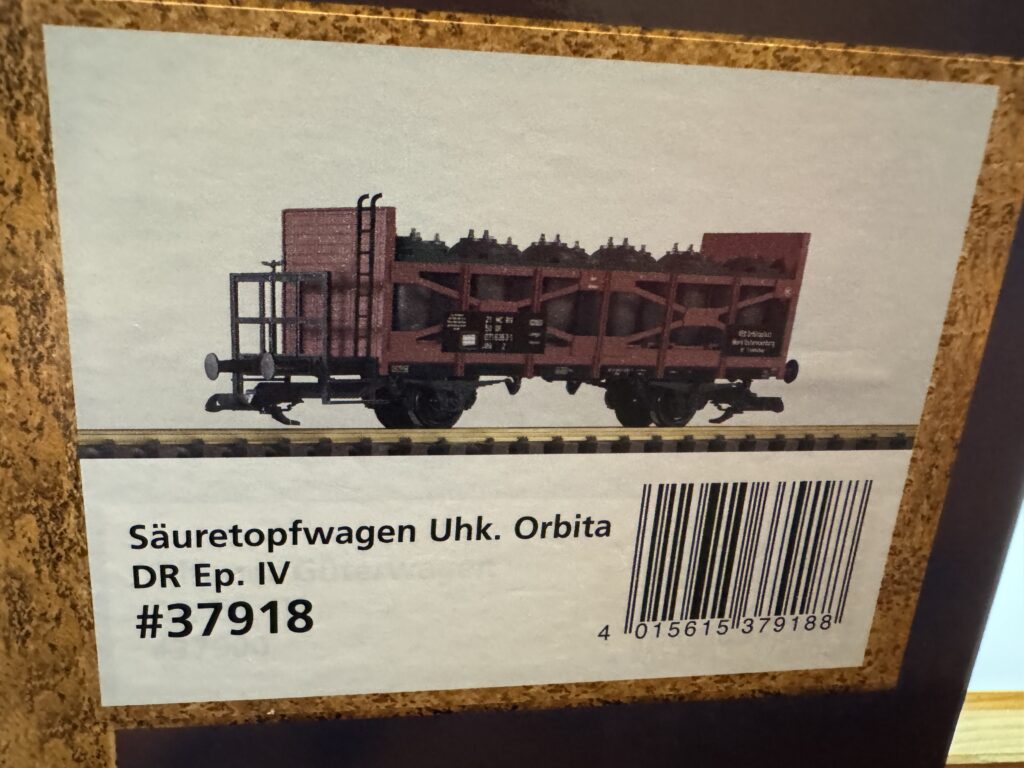 Säuretopfwagen Uhk. Orbita
DR Ep. IV
#37918
4 015615 379188